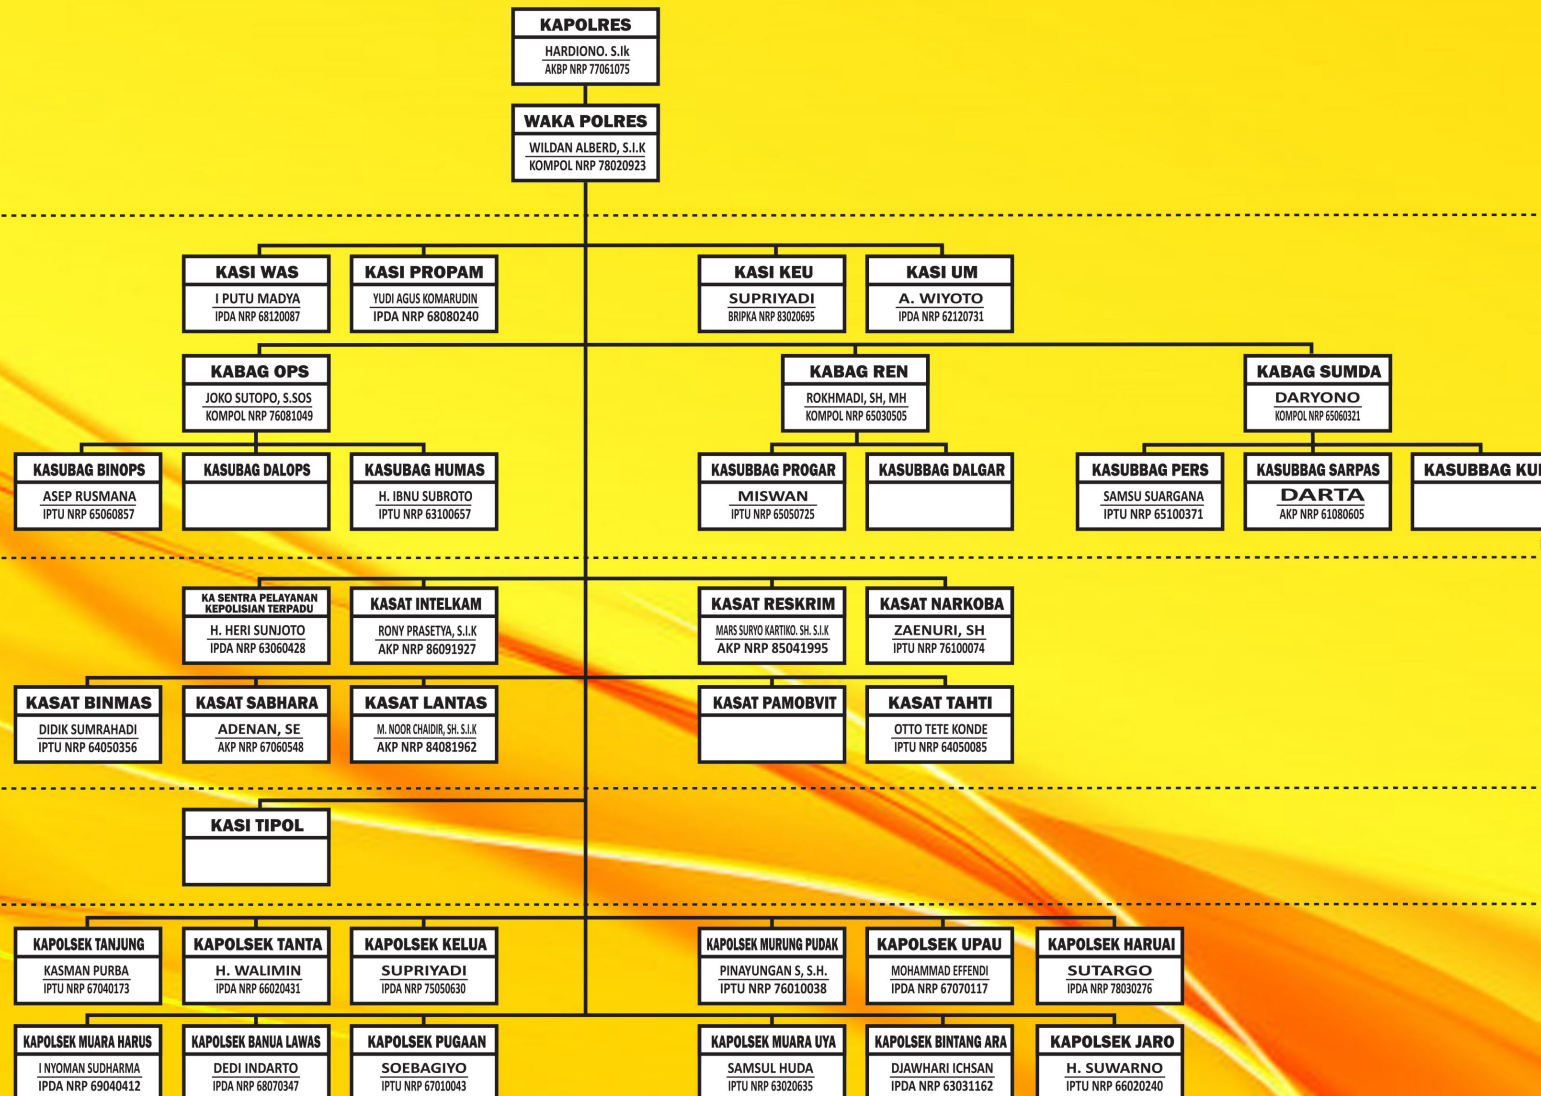 KAPOLRES
HARDIONO. S.Ik
AKBP NRP 77061075
WAKA POLRES
WILDAN ALBERD, S.I.K
KOMPOL NRP 78020923
KASI WAS
I PUTU MADYA
IPDA NRP 68120087
KASI PROPAM
YUDI AGUS KOMARUDIN
IPDA NRP 68080240
KASI KEU
SUPRIYADI
BRIPKA NRP 83020695
KASI UM
A. WIYOTO
IPDA NRP 62120731
KABAG OPS
JOKO SUTOPO, S.SOS
KOMPOL NRP 76081049
KABAG REN
ROKHMADI, SH, MH
KOMPOL NRP 65030505
KABAG SUMDA
DARYONO
KOMPOL NRP 65060321
KASUBAG BINOPS
ASEP RUSMANA
IPTU NRP 65060857
KASUBAG DALOPS
KASUBAG HUMAS
H. IBNU SUBROTO
IPTU NRP 63100657
KASUBBAG PROGAR
MISWAN
IPTU NRP 65050725
KASUBBAG DALGAR
KASUBBAG PERS
SAMSU SUARGANA
IPTU NRP 65100371
KASUBBAG SARPAS
DARTA
AKP NRP 61080605
KASUBBAG
KA SENTRA PELAYANAN
KEPOLISIAN TERPADU
H. HERI SUNJOTO
IPDA NRP 63060428
KASAT INTELKAM
RONY PRASETYA, S.I.K
AKP NRP 86091927
KASAT RESKRIM
MARS SURYO KARTIKO. SH. S.I.K
AKP NRP 85041995
KASAT NARKOBA
ZAENURI, SH
IPTU NRP 76100074
KASAT BINMAS
DIDIK SUMRAHADI
IPTU NRP 64050356
KASAT SABHARA
ADENAN, SE
AKP NRP 67060548
KASAT LANTAS
M. NOOR CHAIDIR, SH. S.I.K
AKP NRP 84081962
KASAT PAMOBVIT
KASAT TAHTI
OTTO TETE KONDE
IPTU NRP 64050085
KASI TIPOL
KAPOLSEK TANJUNG
KASMAN PURBA
IPTU NRP 67040173
KAPOLSEK TANTA
H. WALIMIN
IPDA NRP 66020431
KAPOLSEK KELUA
SUPRIYADI
IPDA NRP 75050630
KAPOLSEK MURUNG PUDAK
PINAYUNGAN S, S.H.
IPTU NRP 76010038
KAPOLSEK UPAU
MOHAMMAD EFFENDI
IPDA NRP 67070117
KAPOLSEK HARUAI
SUTARGO
IPDA NRP 78030276
KAPOLSEK MUARA HARUS
I NYOMAN SUDHARMA
IPDA NRP 69040412
KAPOLSEK BANUA LAWAS
DEDI INDARTO
IPDA NRP 68070347
KAPOLSEK PUGAAN
SOEBAGIYO
IPTU NRP 67010043
KAPOLSEK MUARA UYA
SAMSUL HUDA
IPTU NRP 63020635
KAPOLSEK BINTANG ARA
DJAWHARI ICHSAN
IPDA NRP 63031162
KAPOLSEK JARO
H. SUWARNO
IPTU NRP 66020240